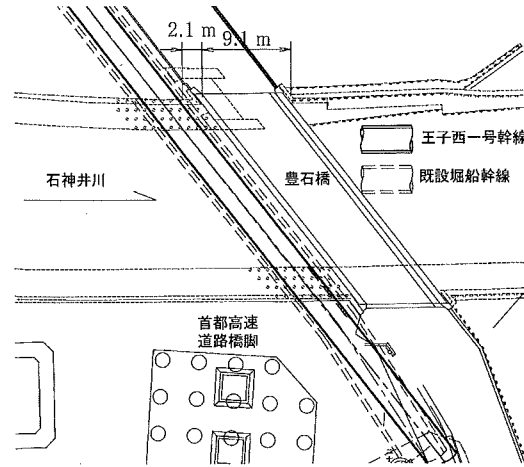 2.1 m 9.1 m
王子西一号幹線
既設堀船幹線
石神井川
豊石橋
首都高速
道路橋脚